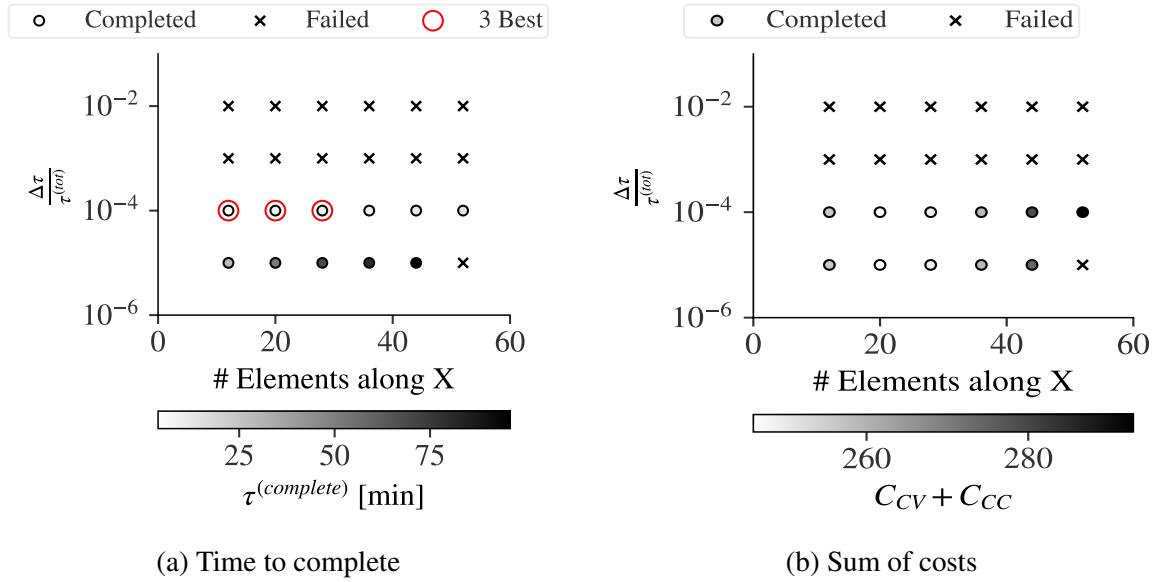 Completed Failed 3 Best
10⁻²
10⁻⁴
10⁻⁶
Δτ
τ^(tot)
0 20 40 60
# Elements along X
25 50 75
τ^(complete) [min]
(a) Time to complete
Completed Failed
10⁻²
10⁻⁴
10⁻⁶
Δτ
τ^(tot)
0 20 40 60
# Elements along X
260 280
C_CV + C_CC
(b) Sum of costs